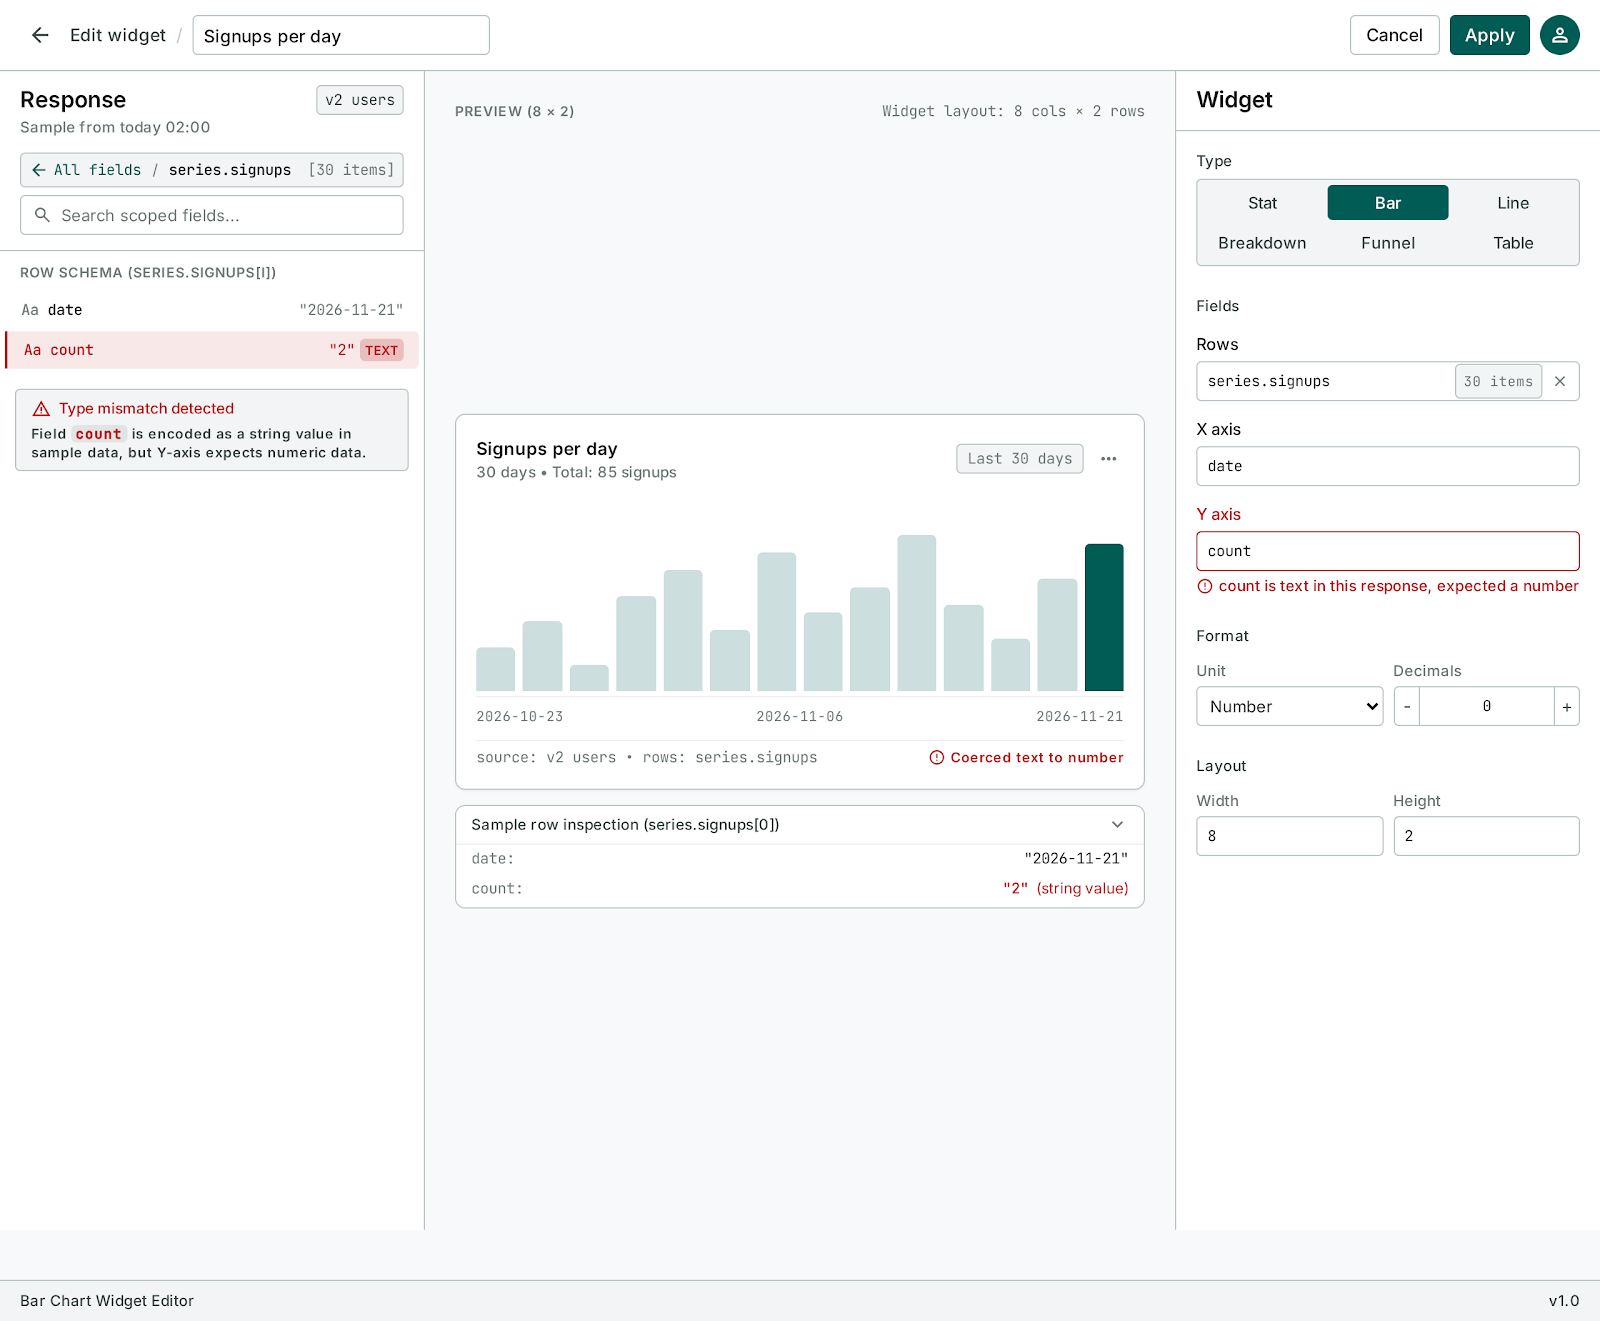 Edit widget / Signups per day
Cancel
Apply
Response
v2 users
Sample from today 02:00
All fields / series.signups [30 items]
Search scoped fields...
ROW SCHEMA (SERIES.SIGNUPS[I])
Aa date "2026-11-21"
Aa count "2" TEXT
Type mismatch detected
Field count is encoded as a string value in
sample data, but Y-axis expects numeric data.
PREVIEW (8 × 2)
Widget layout: 8 cols × 2 rows
Signups per day
30 days • Total: 85 signups
Last 30 days
2026-10-23 2026-11-06 2026-11-21
source: v2 users • rows: series.signups
Coerced text to number
Sample row inspection (series.signups[0])
date: "2026-11-21"
count: "2" (string value)
Widget
Type
Stat Bar Line
Breakdown Funnel Table
Fields
Rows
series.signups 30 items
X axis
date
Y axis
count
count is text in this response, expected a number
Format
Unit Decimals
Number - 0 +
Layout
Width Height
8 2
Bar Chart Widget Editor
v1.0